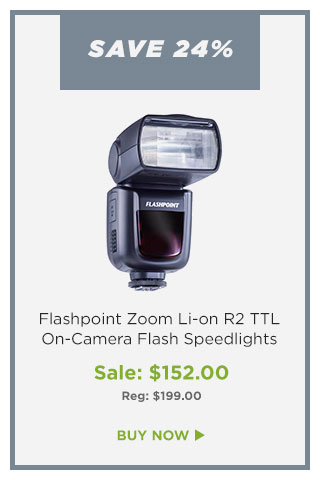 SAVE 24%
FLASHPOINT
Flashpoint Zoom Li-on R2 TTL
On-Camera Flash Speedlights
Sale: $152.00
Reg: $199.00
BUY NOW ▶